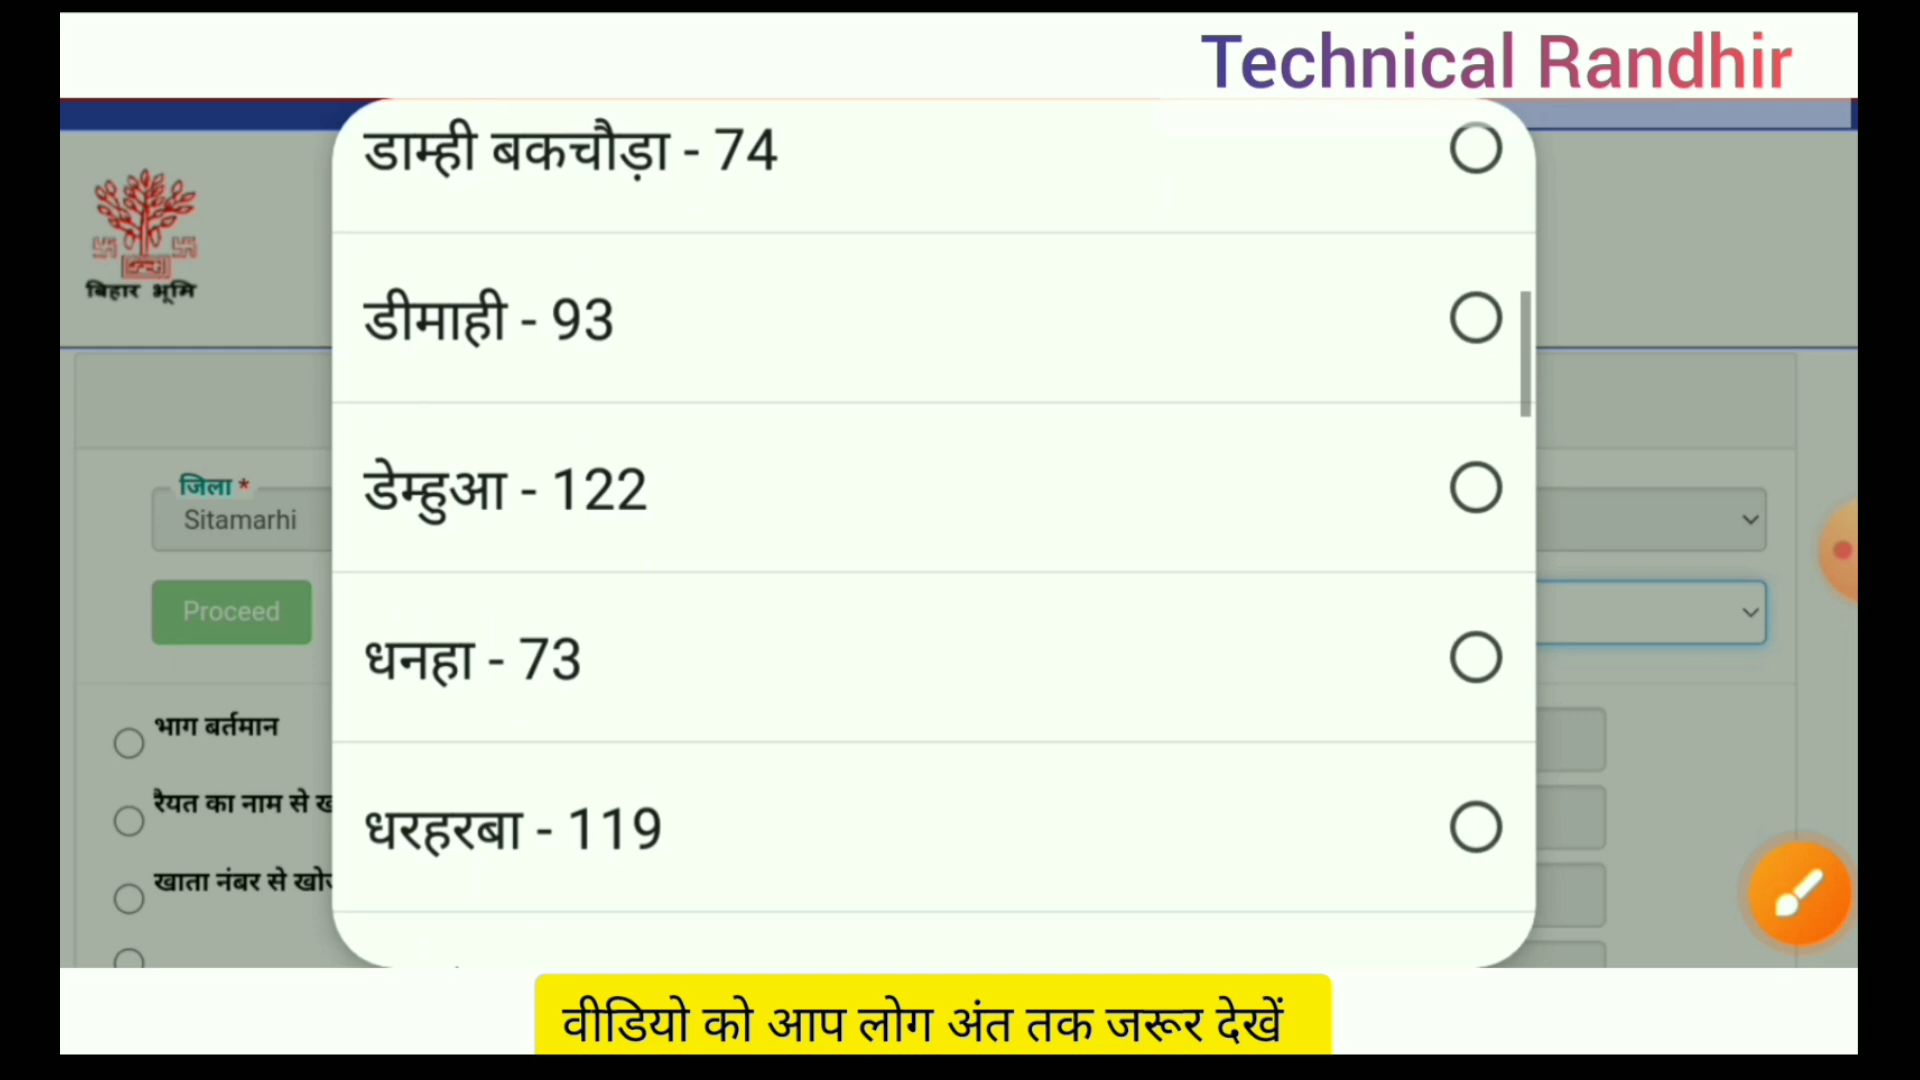 Technical Randhir
डाम्ही बकचौड़ा - 74
बिहार भूमि
डीमाही - 93
जिला *
Sitamarhi
डेम्हुआ - 122
Proceed
धनहा - 73
भाग बर्तमान
रैयत का नाम से
धरहरबा - 119
खाता नंबर से
वीडियो को आप लोग अंत तक जरूर देखें